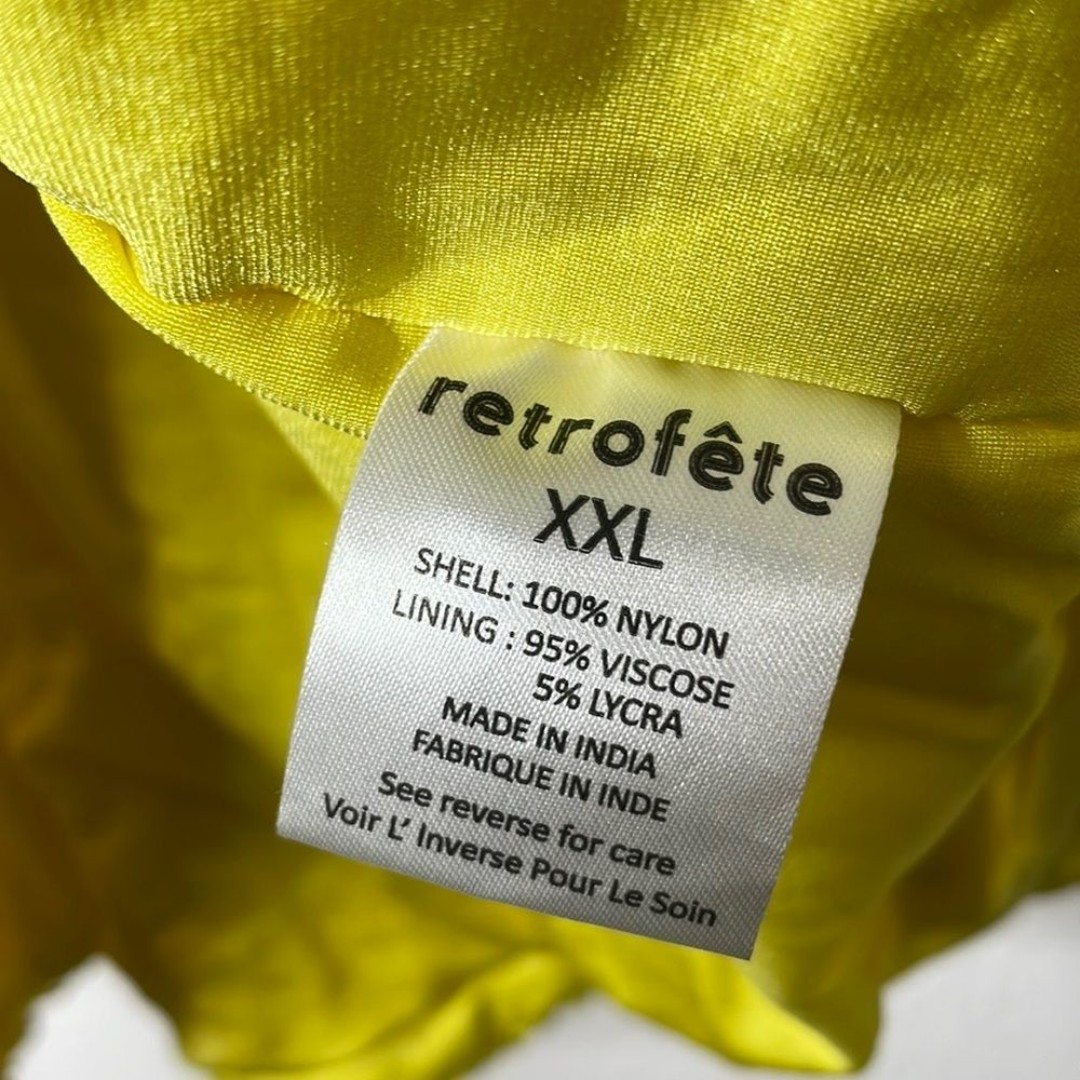 retrofête
XXL
SHELL: 100% NYLON
LINING : 95% VISCOSE
5% LYCRA
MADE IN INDIA
FABRIQUE IN INDE
See reverse for care
Voir L' Inverse Pour Le Soin